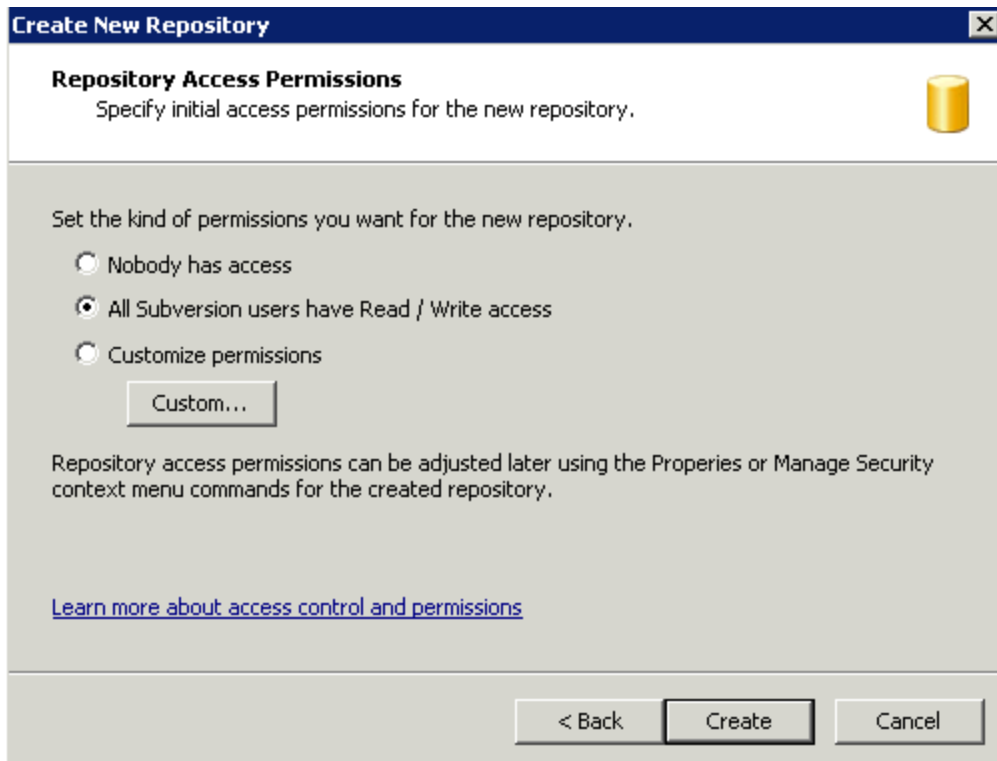 Create New Repository
Repository Access Permissions
Specify initial access permissions for the new repository.
Set the kind of permissions you want for the new repository.
Nobody has access
All Subversion users have Read / Write access
Customize permissions
Custom...
Repository access permissions can be adjusted later using the Properies or Manage Security
context menu commands for the created repository.
Learn more about access control and permissions
< Back
Create
Cancel